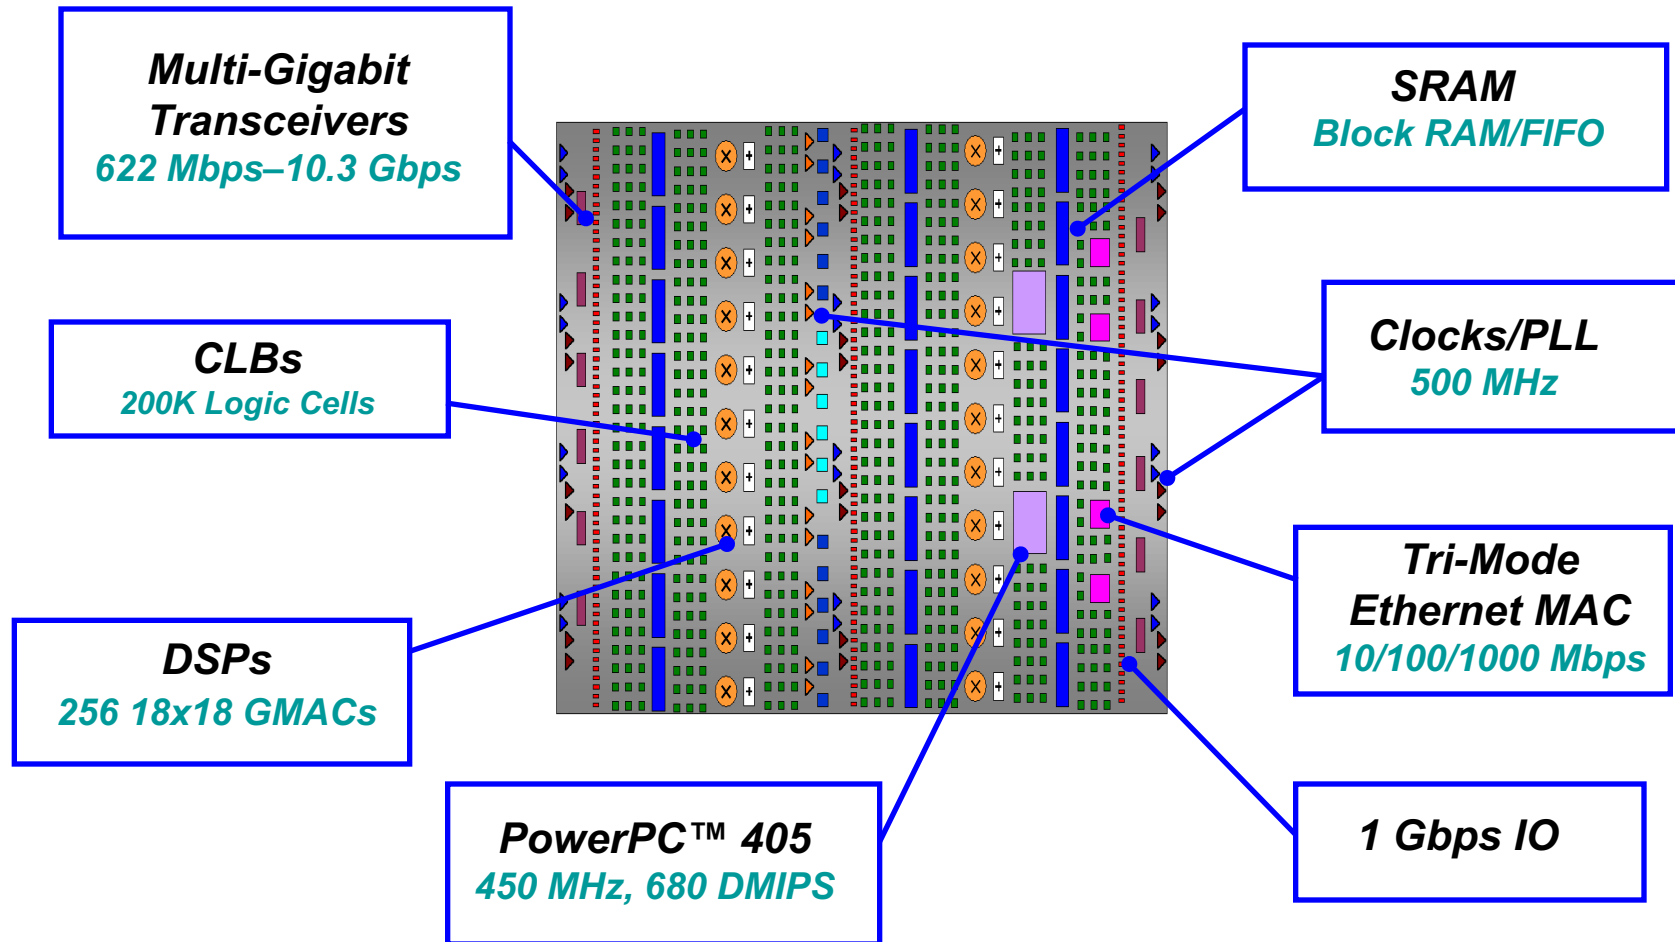 Multi-Gigabit
Transceivers
622 Mbps–10.3 Gbps
SRAM
Block RAM/FIFO
CLBs
200K Logic Cells
Clocks/PLL
500 MHz
DSPs
256 18x18 GMACs
Tri-Mode
Ethernet MAC
10/100/1000 Mbps
PowerPC™ 405
450 MHz, 680 DMIPS
1 Gbps IO